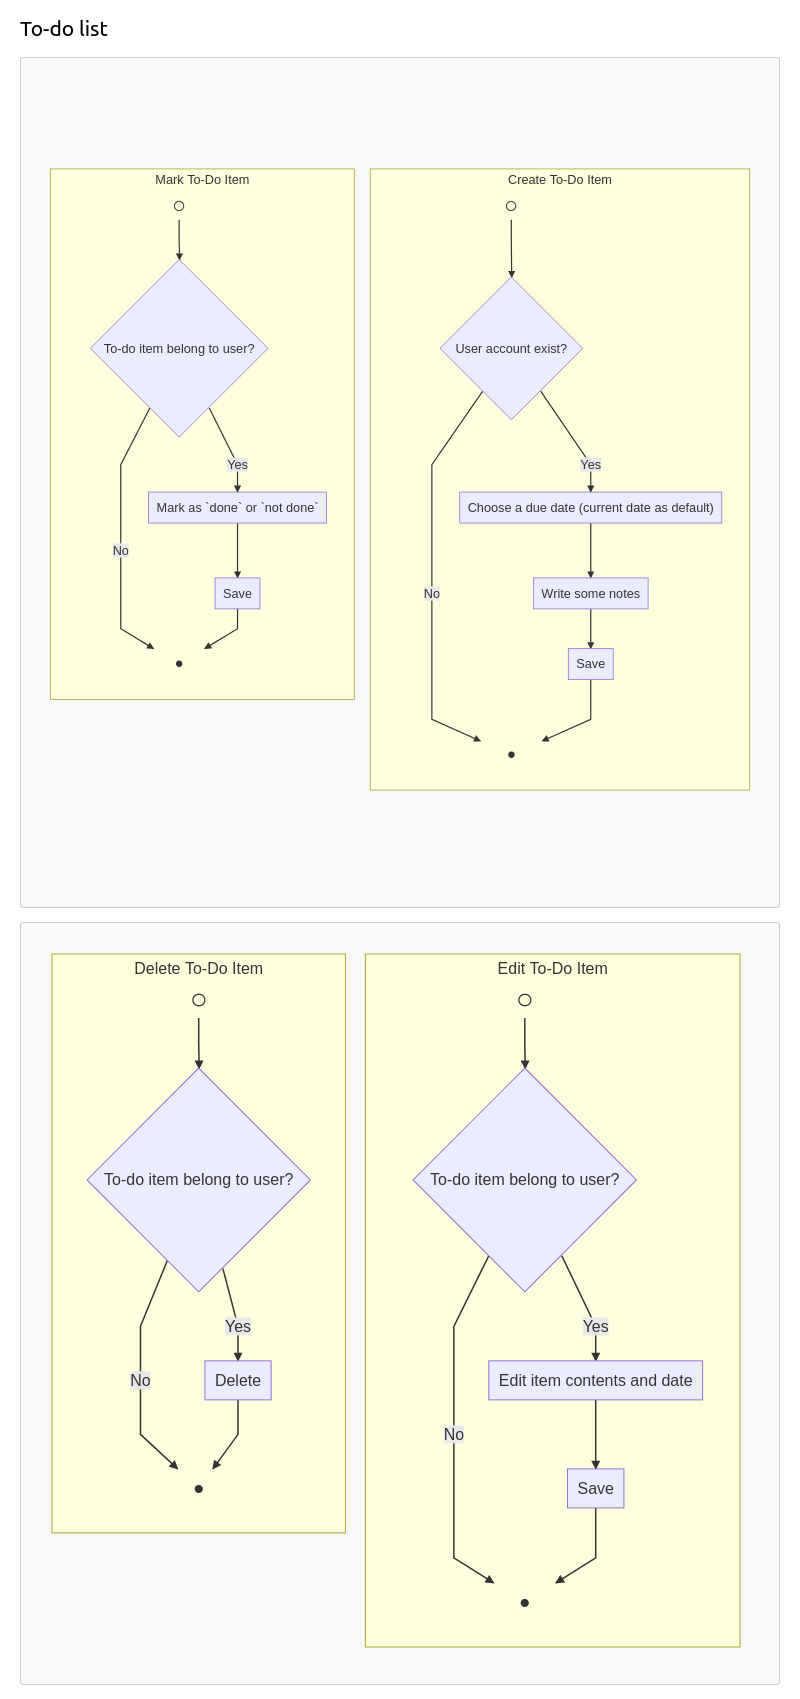 To-do list
Mark To-Do Item
To-do item belong to user?
Yes
Mark as `done` or `not done`
No
Save
Create To-Do Item
User account exist?
Yes
Choose a due date (current date as default)
No
Write some notes
Save
Delete To-Do Item
To-do item belong to user?
Yes
No
Delete
Edit To-Do Item
To-do item belong to user?
Yes
Edit item contents and date
No
Save